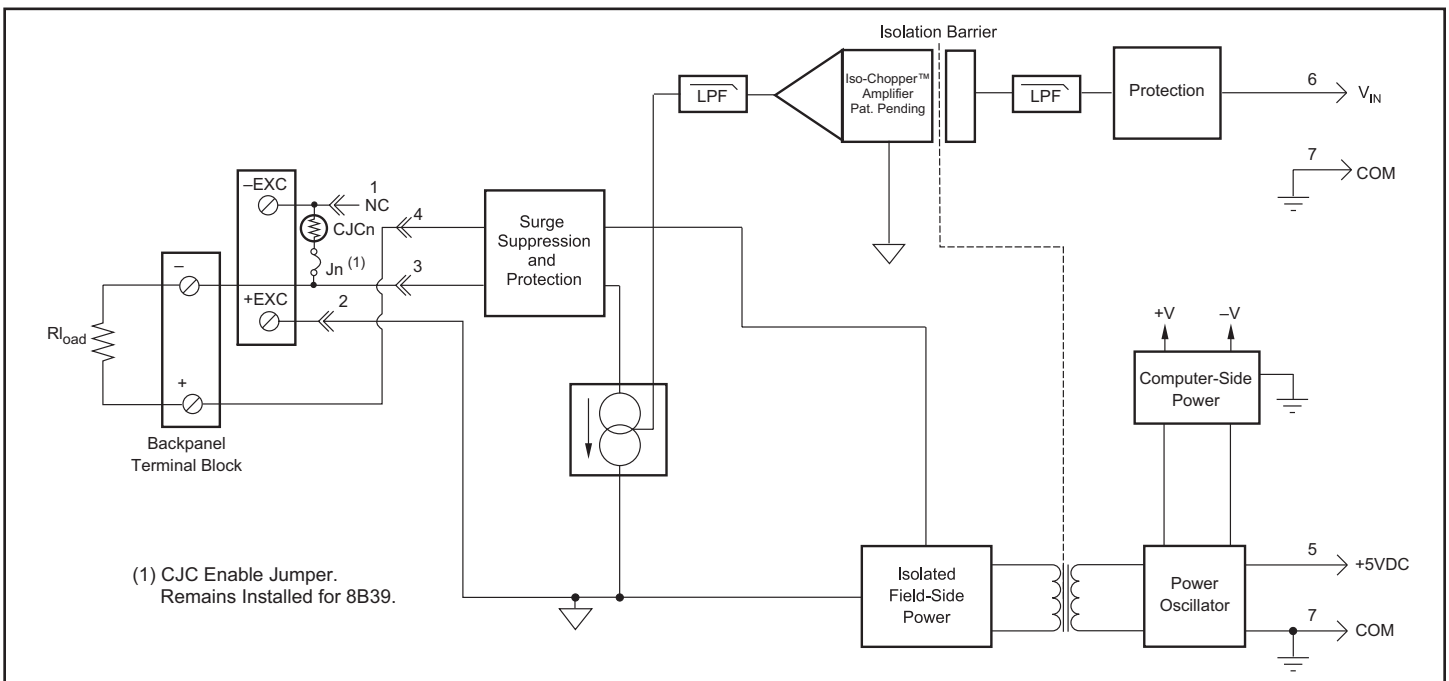 Isolation Barrier
LPF
Iso-Chopper™
Amplifier
Pat. Pending
LPF
Protection
6
VIN
7
COM
–EXC
1
NC
CJCn
4
Surge
Suppression
and
Protection
–
Jn (1)
3
+EXC
2
Rload
+
Backpanel
Terminal Block
+V
–V
Computer-Side
Power
(1) CJC Enable Jumper.
Remains Installed for 8B39.
Isolated
Field-Side
Power
Power
Oscillator
5
+5VDC
7
COM